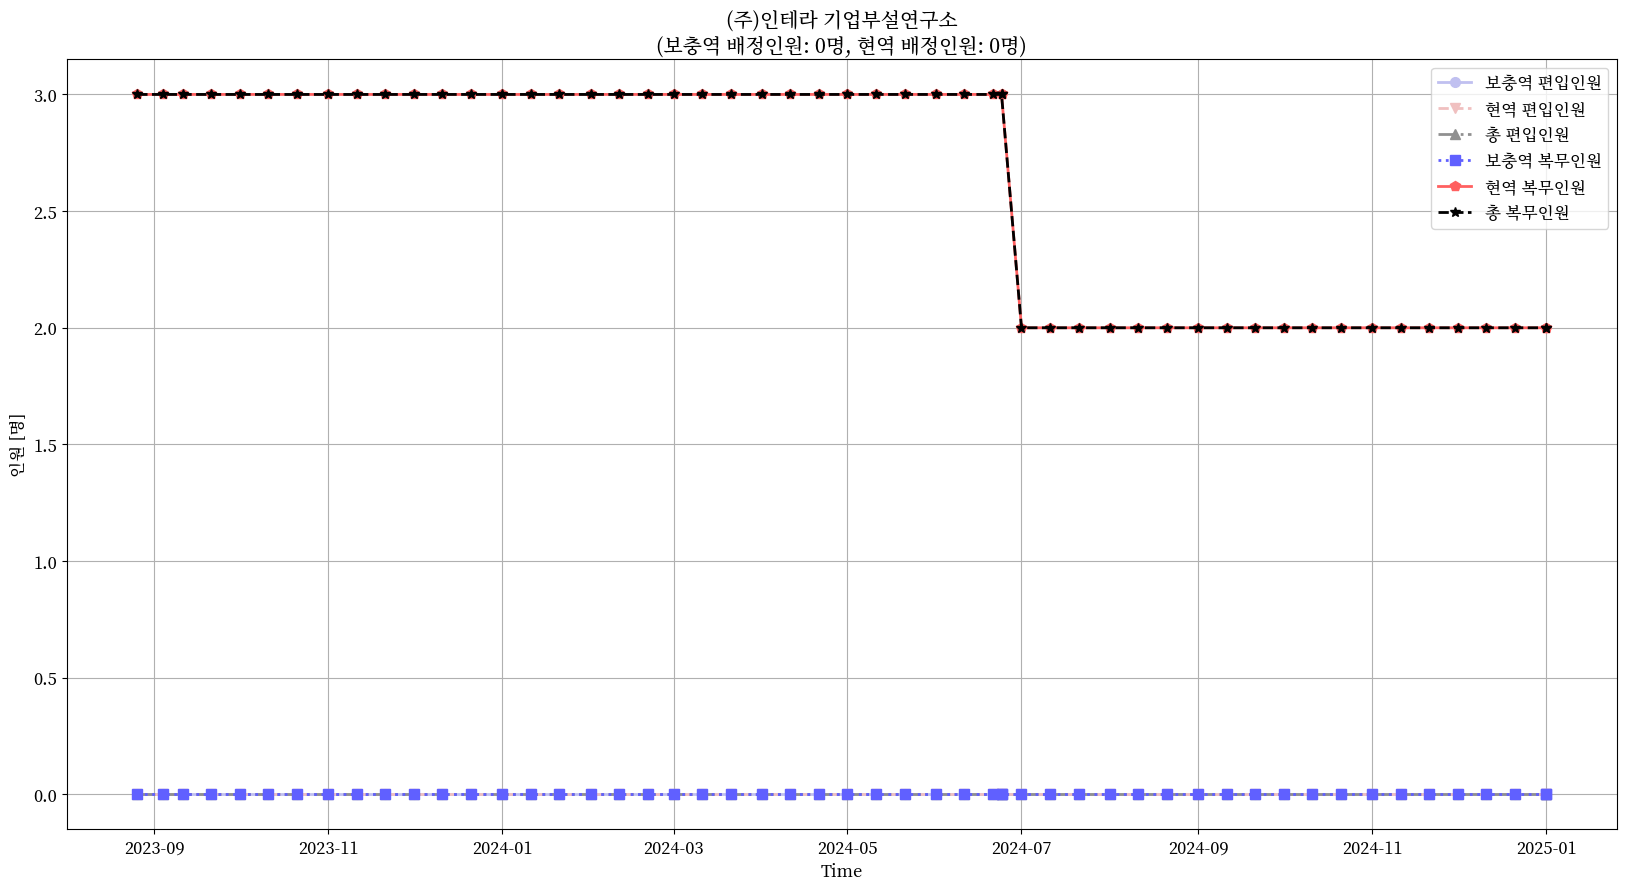 (주)인테라 기업부설연구소
(보충역 배정인원: 0명, 현역 배정인원: 0명)
보충역 편입인원
현역 편입인원
총 편입인원
보충역 복무인원
현역 복무인원
총 복무인원
인원 [명]
3.0
2.5
2.0
1.5
1.0
0.5
0.0
2023-09
2023-11
2024-01
2024-03
2024-05
2024-07
2024-09
2024-11
2025-01
Time